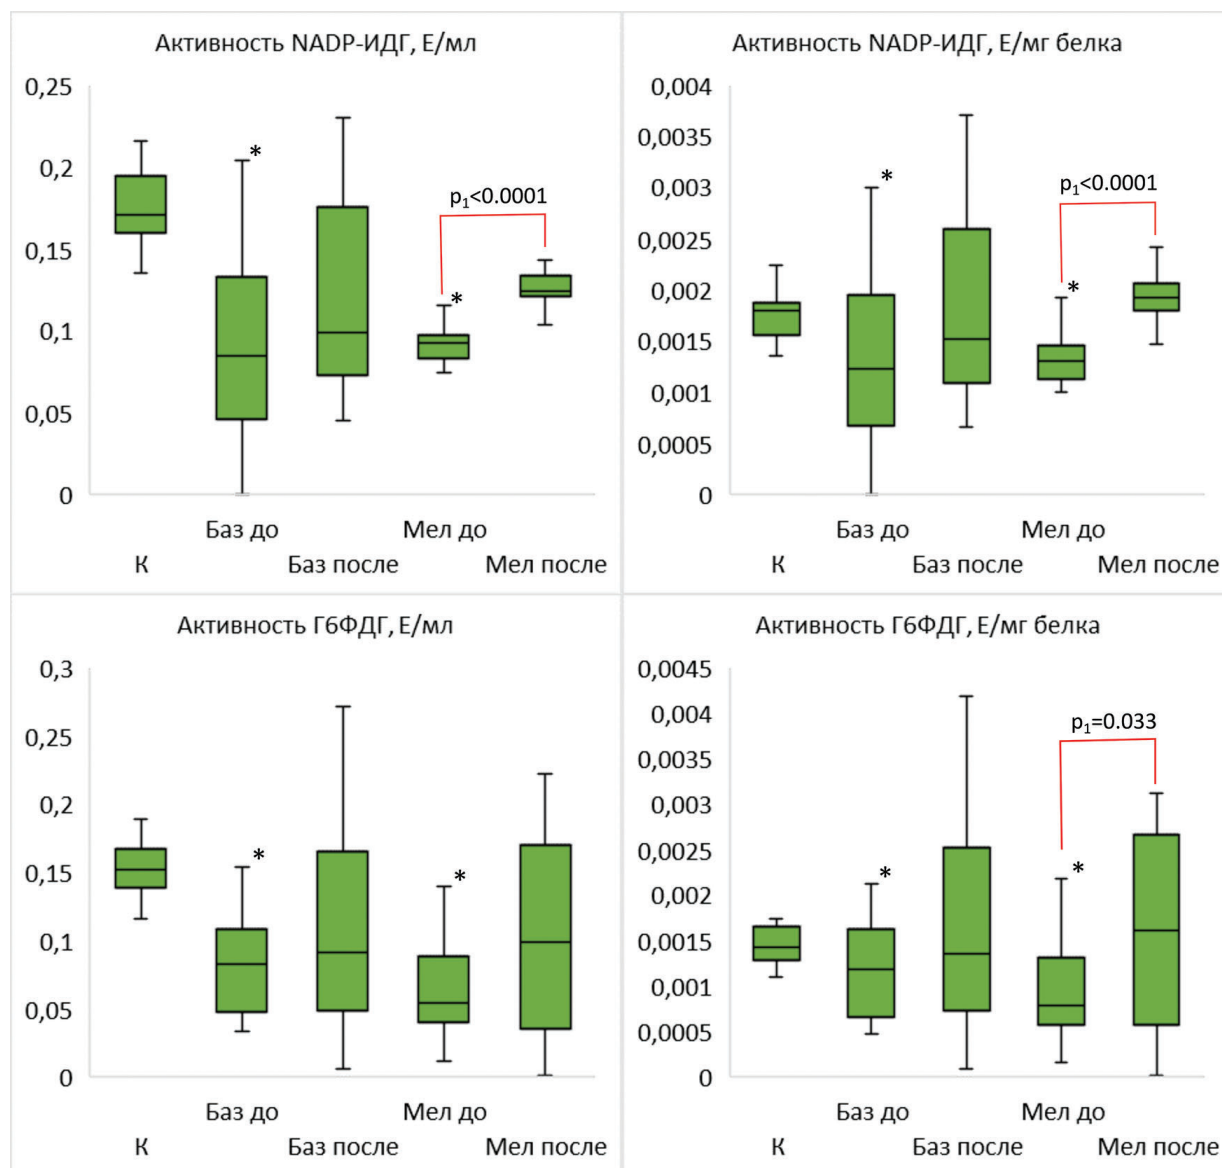 Активность NADP-ИДГ, Е/мл
0,25
0,2
0,15
0,1
0,05
0
*
p₁<0.0001
*
Баз до
Мел до
К
Баз после
Мел после
Активность NADP-ИДГ, Е/мг белка
0,004
0,0035
0,003
0,0025
0,002
0,0015
0,001
0,0005
0
*
p₁<0.0001
*
Баз до
Мел до
К
Баз после
Мел после
Активность Г6ФДГ, Е/мл
0,3
0,25
0,2
0,15
0,1
0,05
0
*
*
Баз до
Мел до
К
Баз после
Мел после
Активность Г6ФДГ, Е/мг белка
0,0045
0,004
0,0035
0,003
0,0025
0,002
0,0015
0,001
0,0005
0
p₁=0.033
*
*
Баз до
Мел до
К
Баз после
Мел после